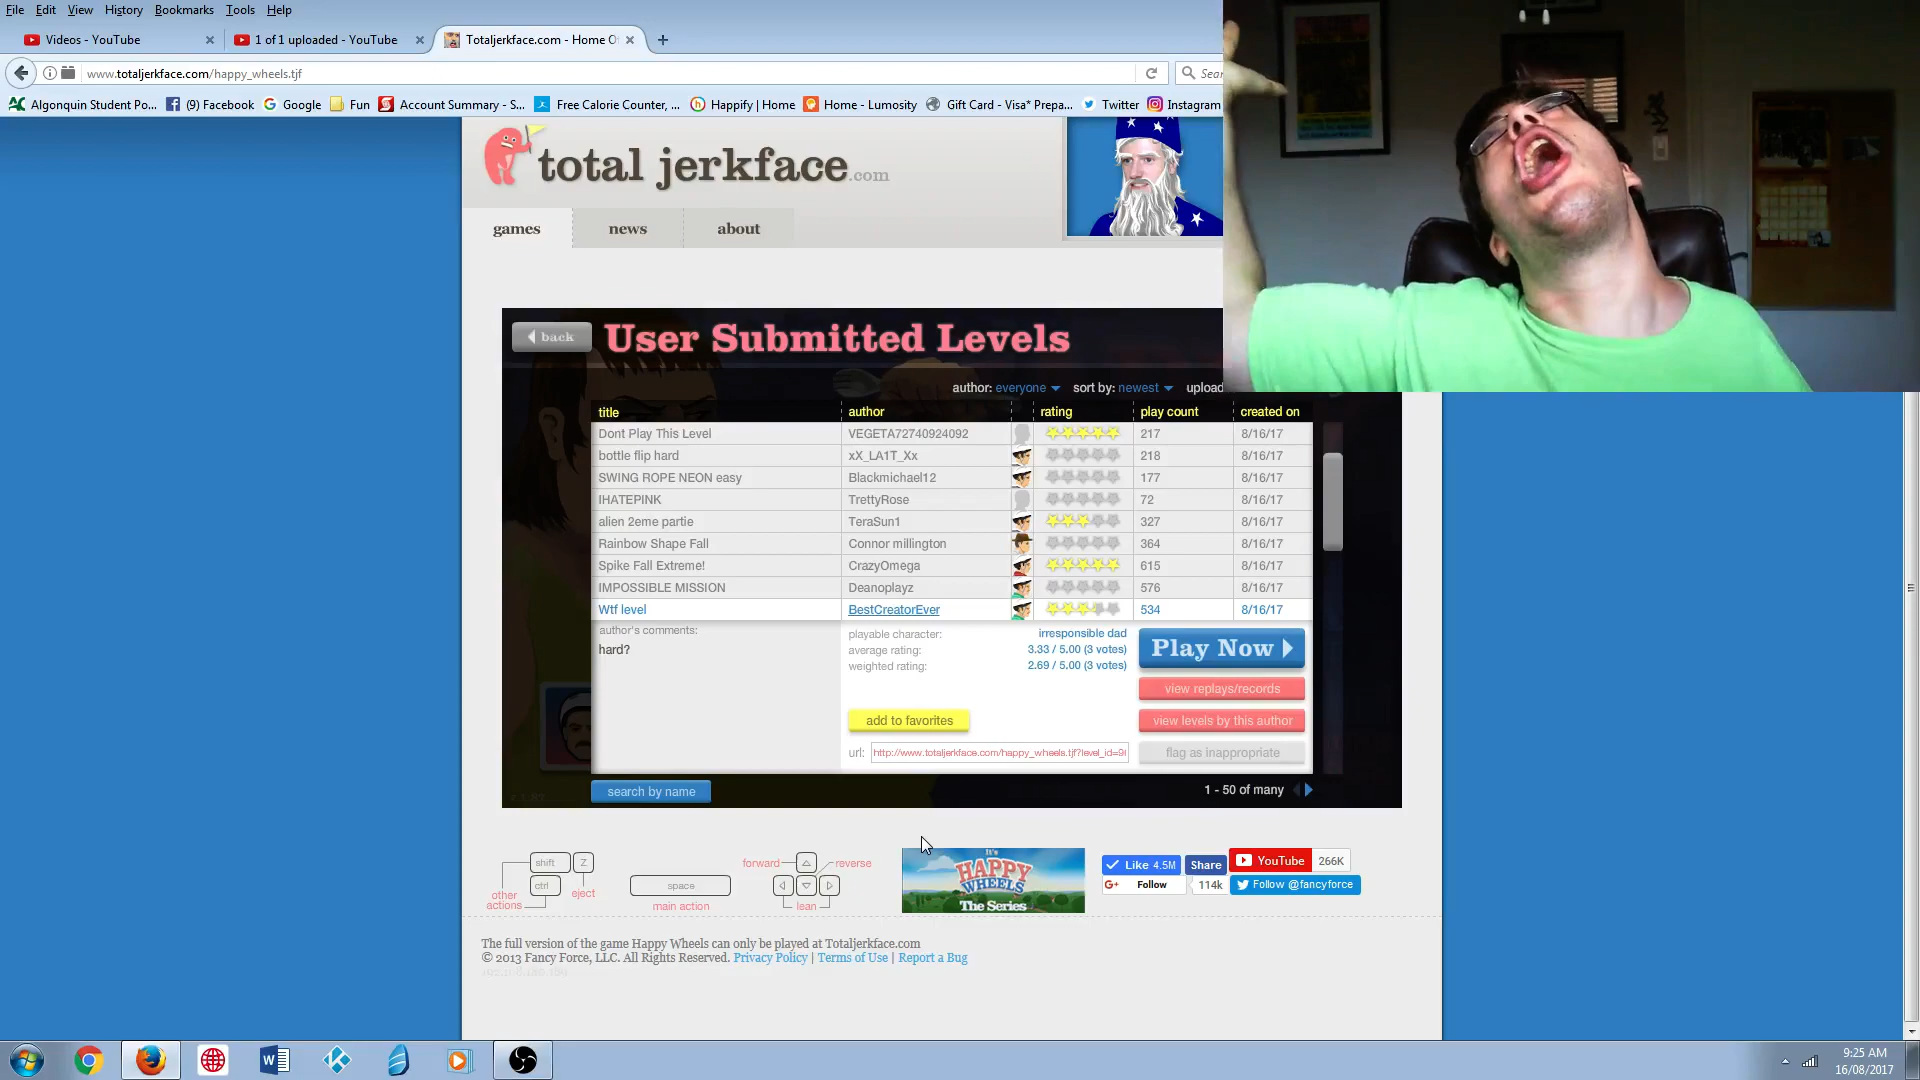 File Edit View History Bookmarks Tools Help
Videos - YouTube 1 of 1 uploaded - YouTube Totaljerkface.com - Home O
www.totaljerkface.com/happy_wheels.tjf Sear
Algonquin Student Po... (9) Facebook Google Fun Account Summary - S... Free Calorie Counter, ... Happify | Home Home - Lumosity Gift Card - Visa* Prepa... Twitter Instagram
total jerkface.com
games news about
back User Submitted Levels
author: everyone sort by: newest upload
title author rating play count created on
Dont Play This Level VEGETA72740924092 217 8/16/17
bottle flip hard xX_LA1T_Xx 218 8/16/17
SWING ROPE NEON easy Blackmichael12 177 8/16/17
IHATEPINK TrettyRose 72 8/16/17
alien 2eme partie TeraSun1 327 8/16/17
Rainbow Shape Fall Connor millington 364 8/16/17
Spike Fall Extreme! CrazyOmega 615 8/16/17
IMPOSSIBLE MISSION Deanoplayz 576 8/16/17
Wtf level BestCreatorEver 534 8/16/17
author's comments: playable character: irresponsible dad Play Now
hard? average rating: 3.33 / 5.00 (3 votes)
weighted rating: 2.69 / 5.00 (3 votes)
view replays/records
add to favorites view levels by this author
url: http://www.totaljerkface.com/happy_wheels.tjf?level_id=9 flag as inappropriate
search by name 1 - 50 of many
shift Z forward reverse
ctrl space
other actions eject main action lean
IT'S HAPPY WHEELS The Series
Like 4.5M Share YouTube 266K
G+ Follow 114k Follow @fancyforce
The full version of the game Happy Wheels can only be played at Totaljerkface.com
© 2013 Fancy Force, LLC. All Rights Reserved. Privacy Policy | Terms of Use | Report a Bug
9:25 AM
16/08/2017